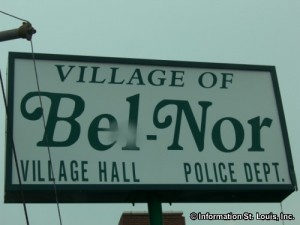 VILLAGE OF
Bel-Nor
VILLAGE HALL POLICE DEPT.
© Information St. Louis, Inc.